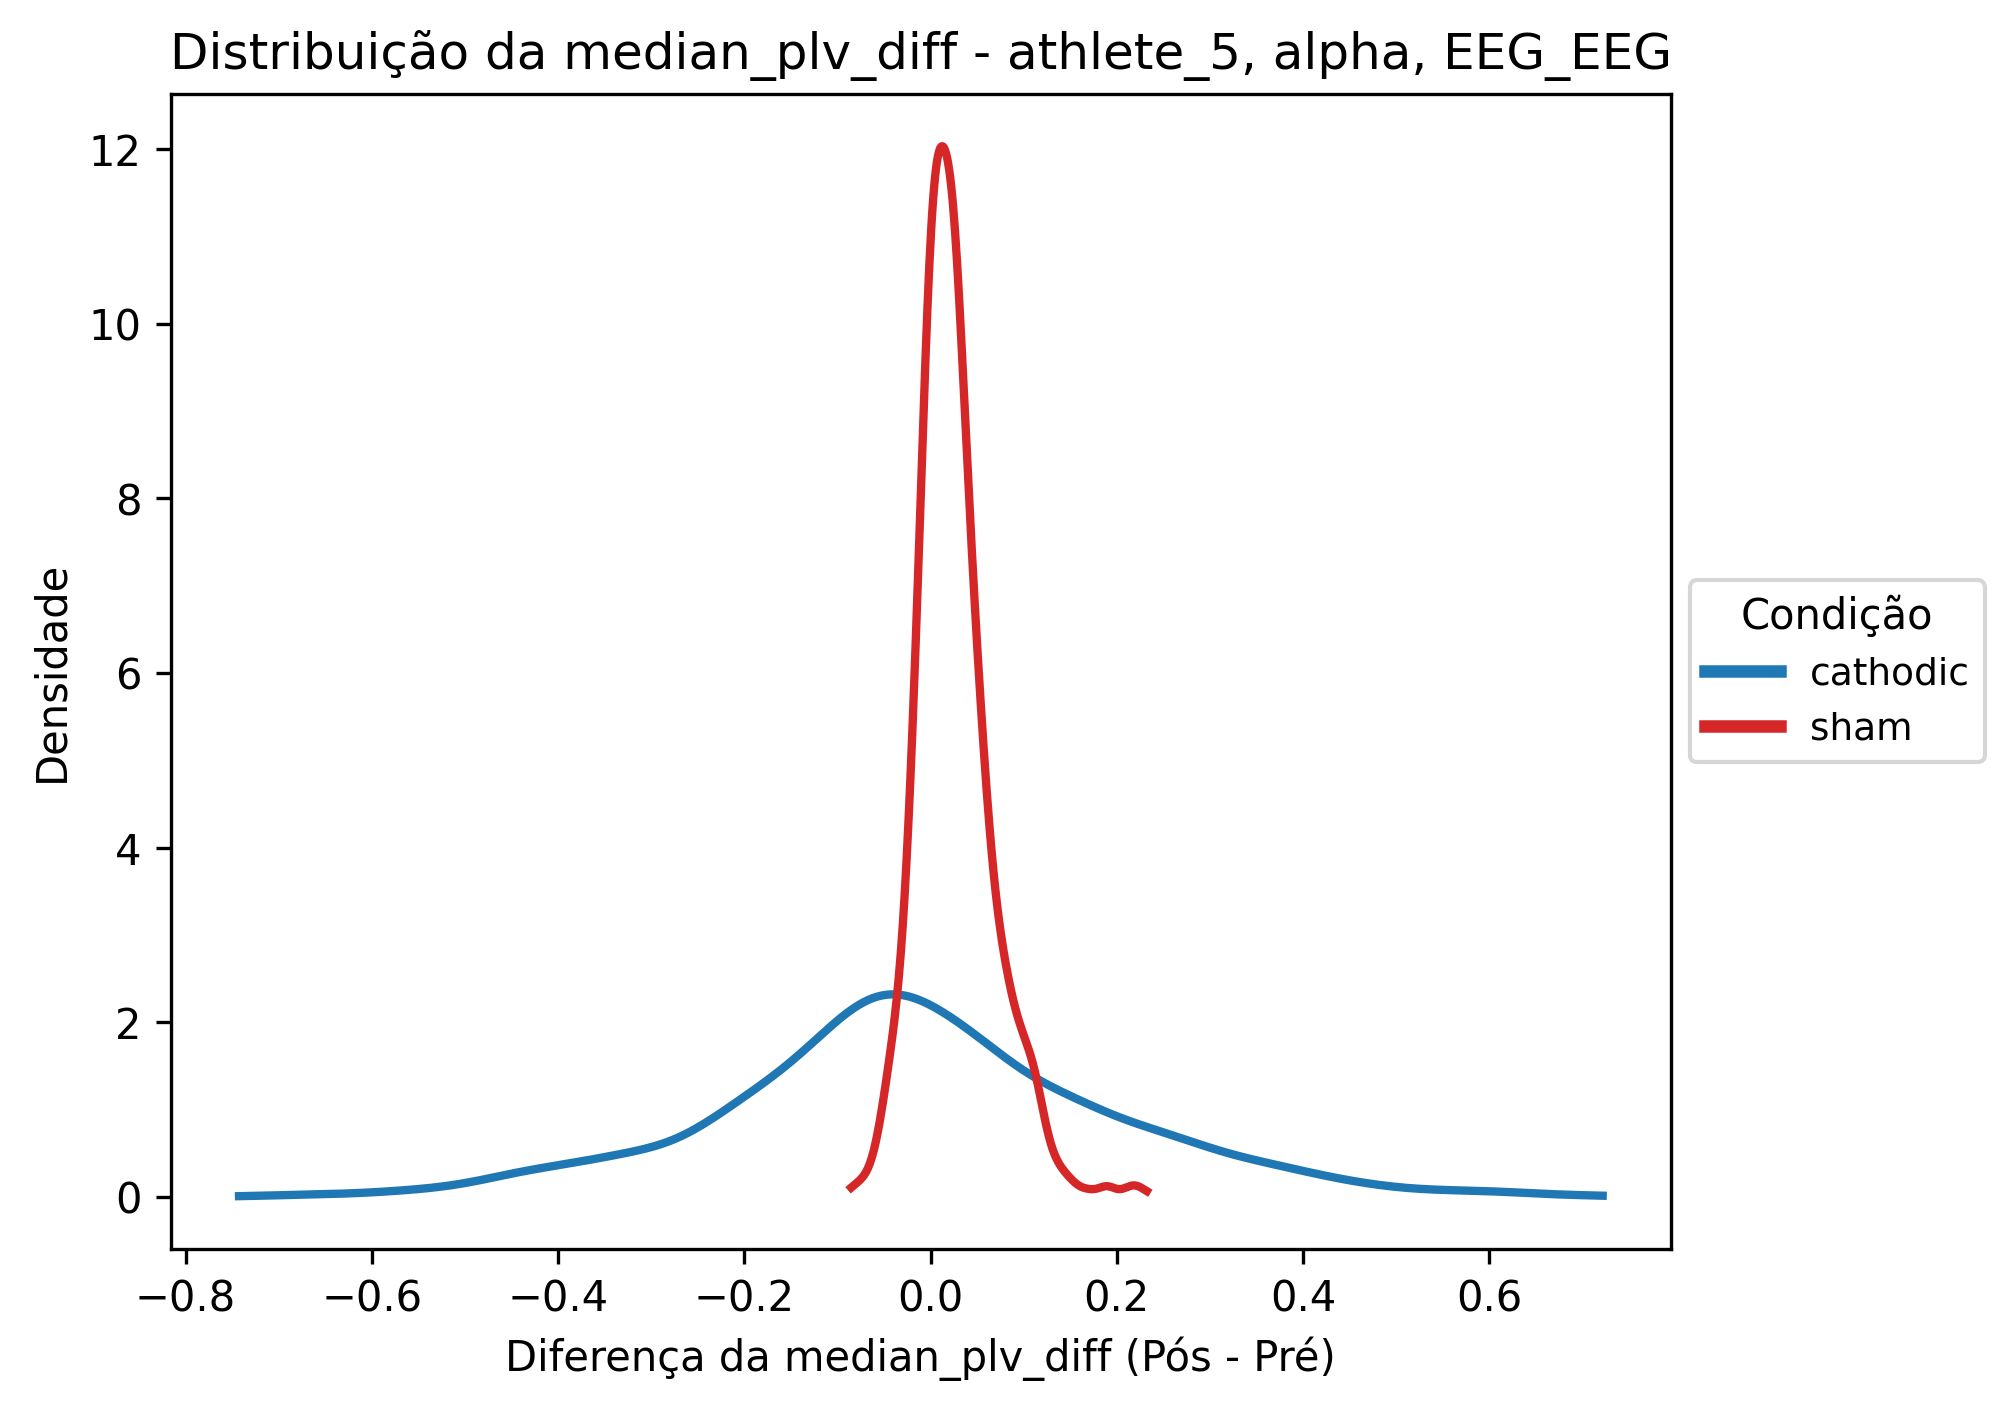 Distribuição da median_plv_diff - athlete_5, alpha, EEG_EEG
12
10
8
6
4
2
0
Densidade
−0.8 −0.6 −0.4 −0.2 0.0 0.2 0.4 0.6
Diferença da median_plv_diff (Pós - Pré)
Condição
cathodic
sham